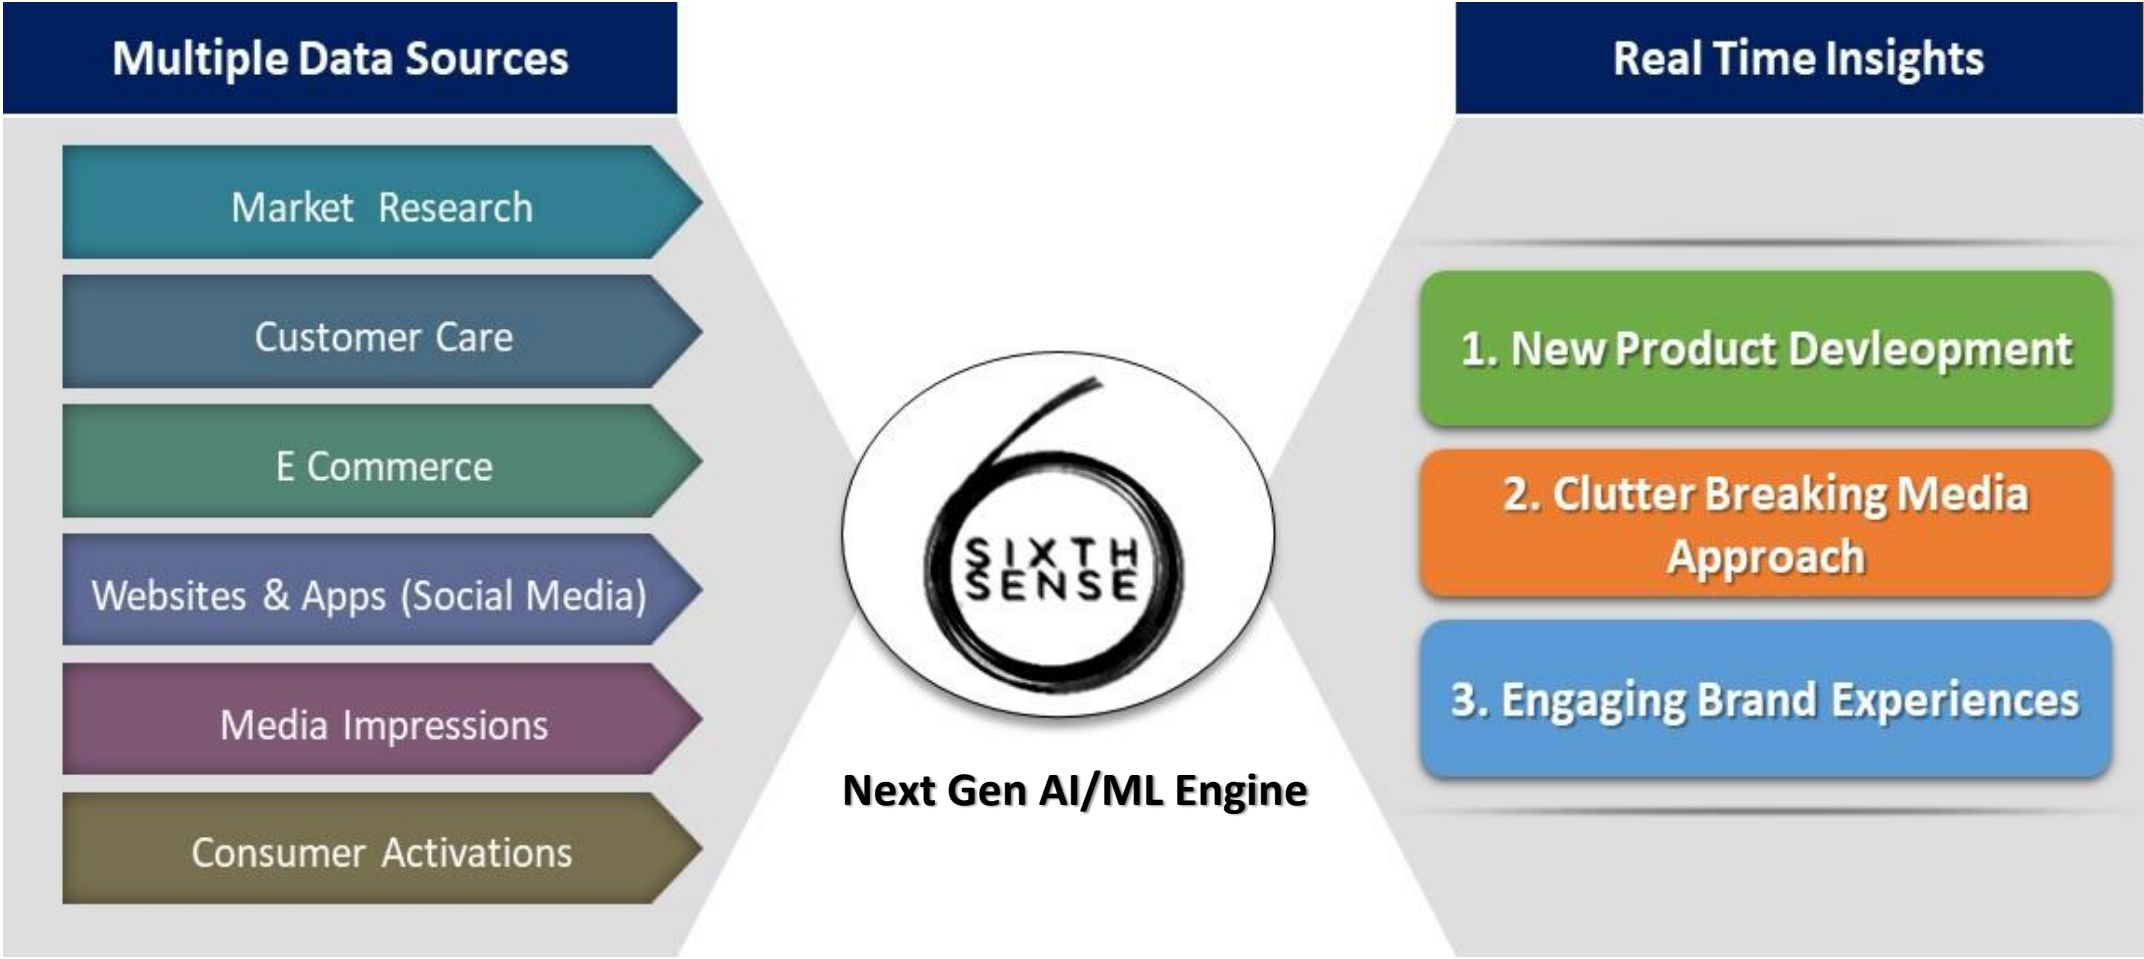 Multiple Data Sources
Market Research
Customer Care
E Commerce
Websites & Apps (Social Media)
Media Impressions
Consumer Activations
SIXTH
SENSE
Next Gen AI/ML Engine
Real Time Insights
1. New Product Devleopment
2. Clutter Breaking Media
Approach
3. Engaging Brand Experiences